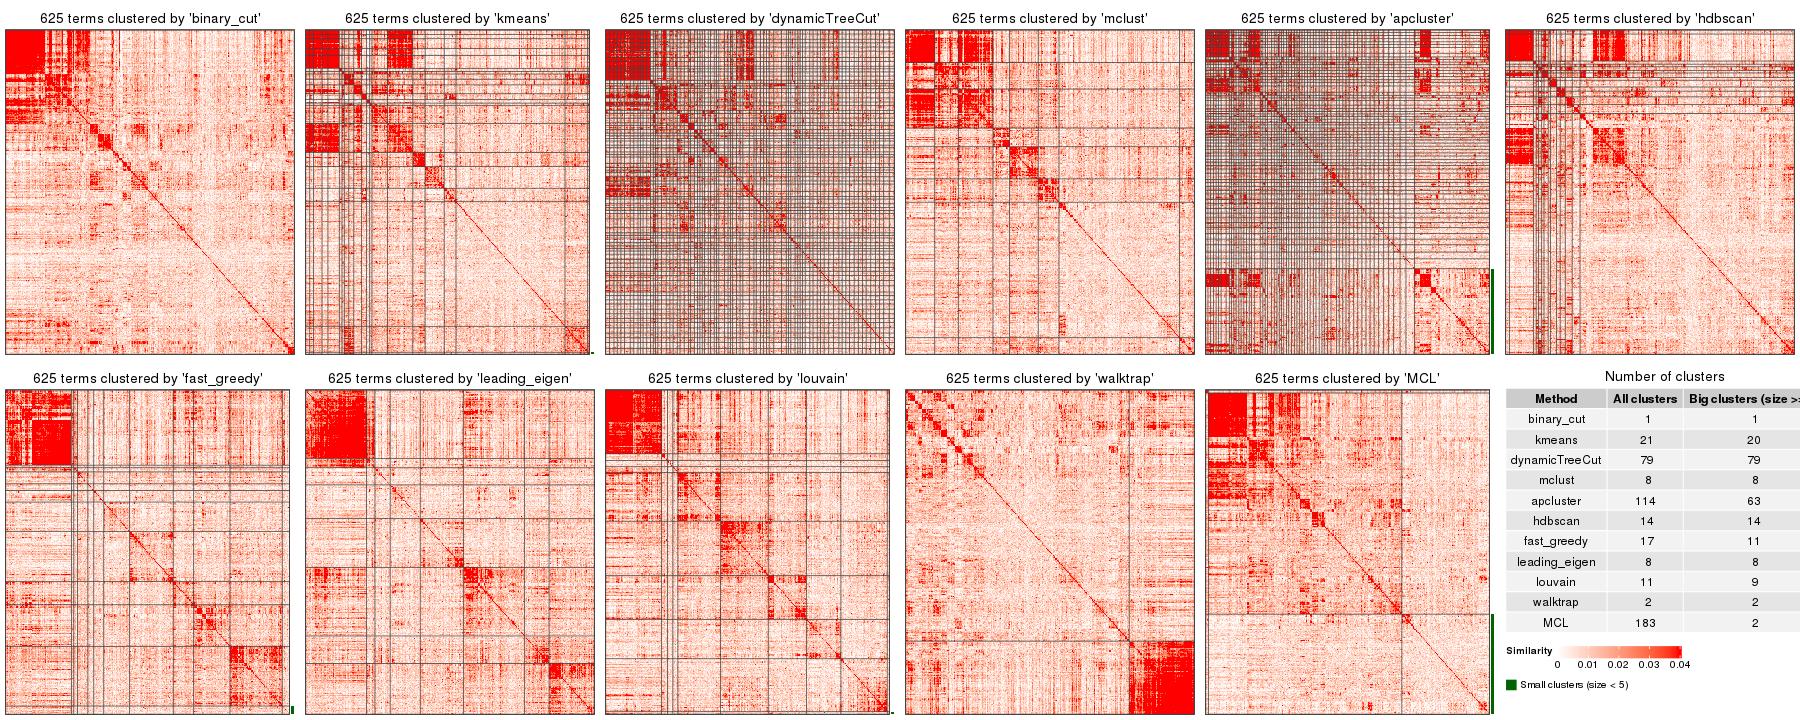 625 terms clustered by 'binary_cut'
625 terms clustered by 'kmeans'
625 terms clustered by 'dynamicTreeCut'
625 terms clustered by 'mclust'
625 terms clustered by 'apcluster'
625 terms clustered by 'hdbscan'
625 terms clustered by 'fast_greedy'
625 terms clustered by 'leading_eigen'
625 terms clustered by 'louvain'
625 terms clustered by 'walktrap'
625 terms clustered by 'MCL'
Number of clusters
Method All clusters Big clusters (size >=
binary_cut 1 1
kmeans 21 20
dynamicTreeCut 79 79
mclust 8 8
apcluster 114 63
hdbscan 14 14
fast_greedy 17 11
leading_eigen 8 8
louvain 11 9
walktrap 2 2
MCL 183 2
Similarity
0 0.01 0.02 0.03 0.04
Small clusters (size < 5)